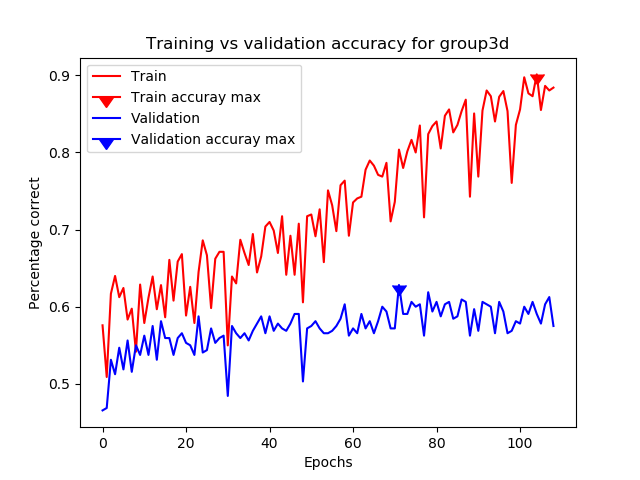 Training vs validation accuracy for group3d
Train
Train accuray max
Validation
Validation accuray max
Percentage correct
0.9
0.8
0.7
0.6
0.5
0 20 40 60 80 100
Epochs